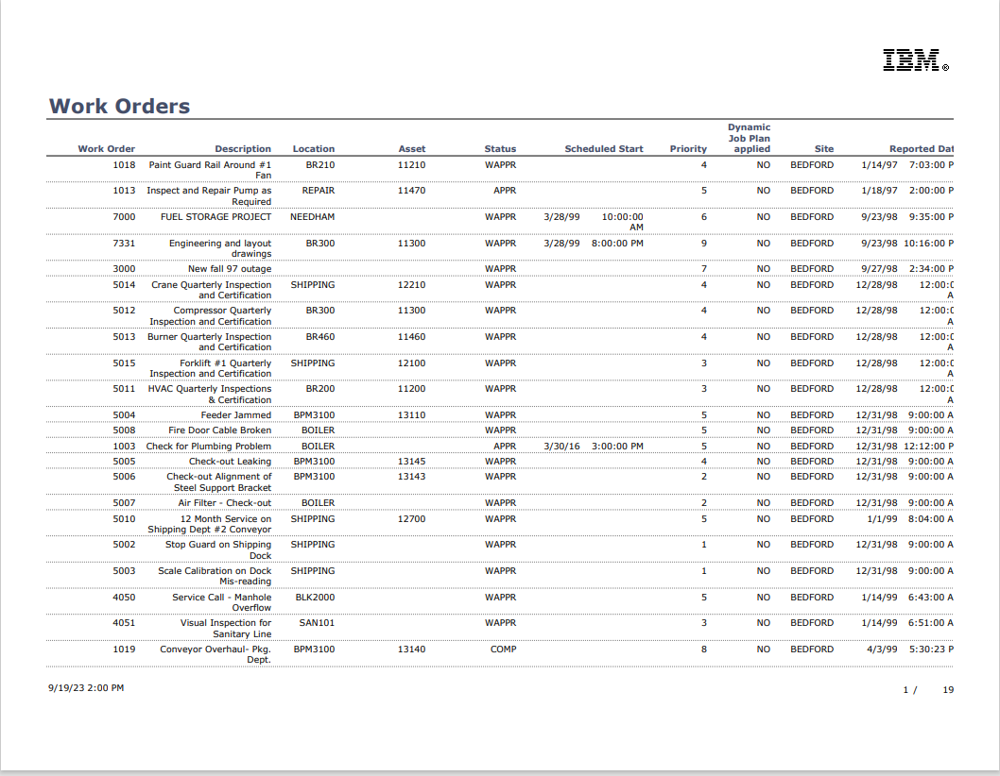 IBM®
Work Orders
Dynamic
Job Plan
Work Order Description Location Asset Status Scheduled Start Priority applied Site Reported Dat
1018 Paint Guard Rail Around #1 BR210 11210 WAPPR 4 NO BEDFORD 1/14/97 7:03:00 P
Fan
1013 Inspect and Repair Pump as REPAIR 11470 APPR 5 NO BEDFORD 1/18/97 2:00:00 P
Required
7000 FUEL STORAGE PROJECT NEEDHAM WAPPR 3/28/99 10:00:00 6 NO BEDFORD 9/23/98 9:35:00 P
AM
7331 Engineering and layout BR300 11300 WAPPR 3/28/99 8:00:00 PM 9 NO BEDFORD 9/23/98 10:16:00 P
drawings
3000 New fall 97 outage WAPPR 7 NO BEDFORD 9/27/98 2:34:00 P
5014 Crane Quarterly Inspection SHIPPING 12210 WAPPR 4 NO BEDFORD 12/28/98 12:00:0
and Certification A
5012 Compressor Quarterly BR300 11300 WAPPR 4 NO BEDFORD 12/28/98 12:00:0
Inspection and Certification A
5013 Burner Quarterly Inspection BR460 11460 WAPPR 4 NO BEDFORD 12/28/98 12:00:0
and Certification A
5015 Forklift #1 Quarterly SHIPPING 12100 WAPPR 3 NO BEDFORD 12/28/98 12:00:0
Inspection and Certification A
5011 HVAC Quarterly Inspections BR200 11200 WAPPR 3 NO BEDFORD 12/28/98 12:00:0
& Certification A
5004 Feeder Jammed BPM3100 13110 WAPPR 5 NO BEDFORD 12/31/98 9:00:00 A
5008 Fire Door Cable Broken BOILER WAPPR 5 NO BEDFORD 12/31/98 9:00:00 A
1003 Check for Plumbing Problem BOILER APPR 3/30/16 3:00:00 PM 5 NO BEDFORD 12/31/98 12:12:00 P
5005 Check-out Leaking BPM3100 13145 WAPPR 4 NO BEDFORD 12/31/98 9:00:00 A
5006 Check-out Alignment of BPM3100 13143 WAPPR 2 NO BEDFORD 12/31/98 9:00:00 A
Steel Support Bracket
5007 Air Filter - Check-out BOILER WAPPR 2 NO BEDFORD 12/31/98 9:00:00 A
5010 12 Month Service on SHIPPING 12700 WAPPR 5 NO BEDFORD 1/1/99 8:04:00 A
Shipping Dept #2 Conveyor
5002 Stop Guard on Shipping SHIPPING WAPPR 1 NO BEDFORD 12/31/98 9:00:00 A
Dock
5003 Scale Calibration on Dock SHIPPING WAPPR 1 NO BEDFORD 12/31/98 9:00:00 A
Mis-reading
4050 Service Call - Manhole BLK2000 WAPPR 5 NO BEDFORD 1/14/99 6:43:00 A
Overflow
4051 Visual Inspection for SAN101 WAPPR 3 NO BEDFORD 1/14/99 6:51:00 A
Sanitary Line
1019 Conveyor Overhaul- Pkg. BPM3100 13140 COMP 8 NO BEDFORD 4/3/99 5:30:23 P
Dept.
9/19/23 2:00 PM 1 / 19